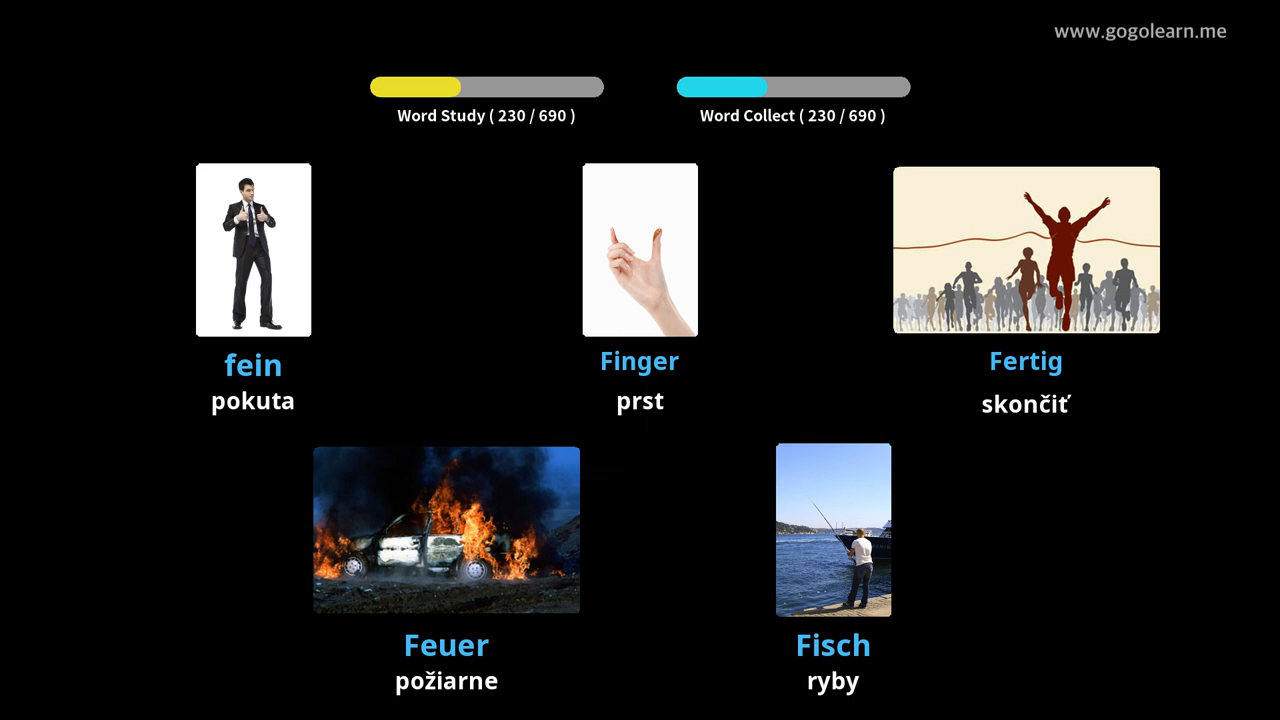 www.gogolearn.me
Word Study ( 230 / 690 )
Word Collect ( 230 / 690 )
fein
pokuta
Finger
prst
Fertig
skončiť
Feuer
požiarne
Fisch
ryby